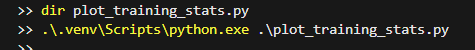 >> dir plot_training_stats.py
>> .\.venv\Scripts\python.exe .\plot_training_stats.py
>>